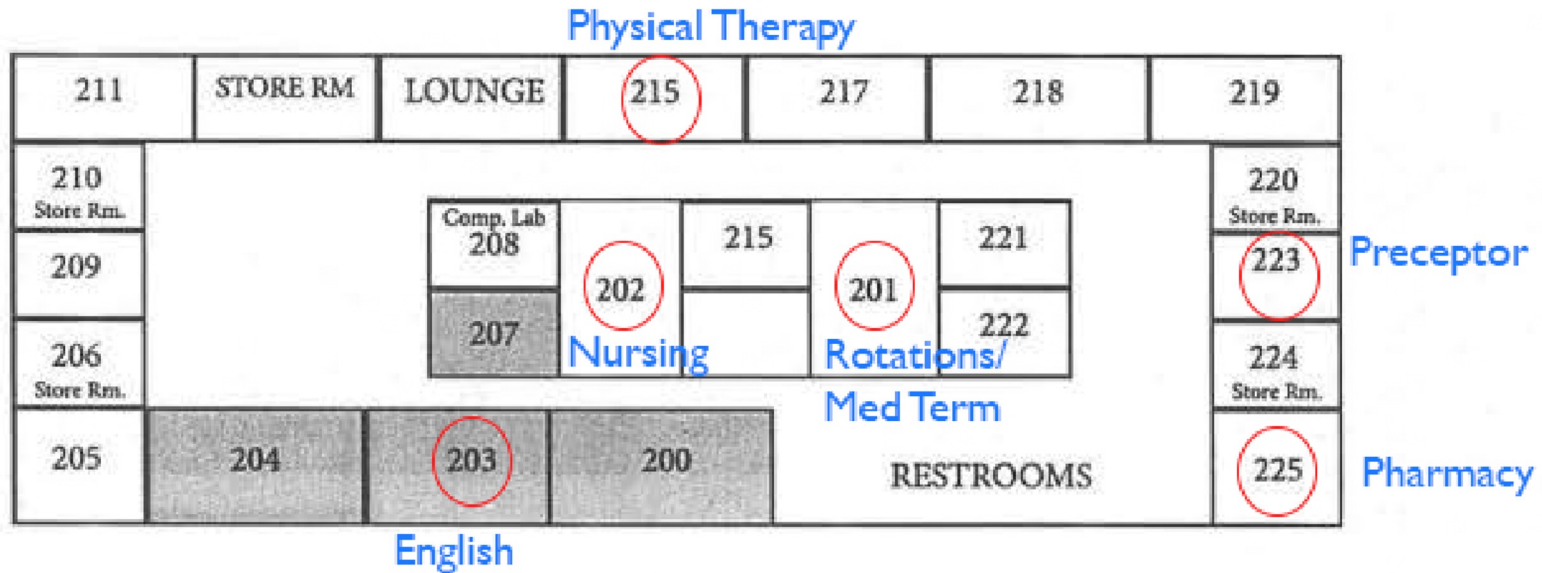 Physical Therapy
211 STORE RM LOUNGE 215 217 218 219
210
Store Rm.
220
Store Rm.
Comp. Lab
208
215
221
209
202
201
223
Preceptor
207
222
Nursing
Rotations/
Med Term
206
Store Rm.
224
Store Rm.
205
204
203
200
RESTROOMS
225
Pharmacy
English